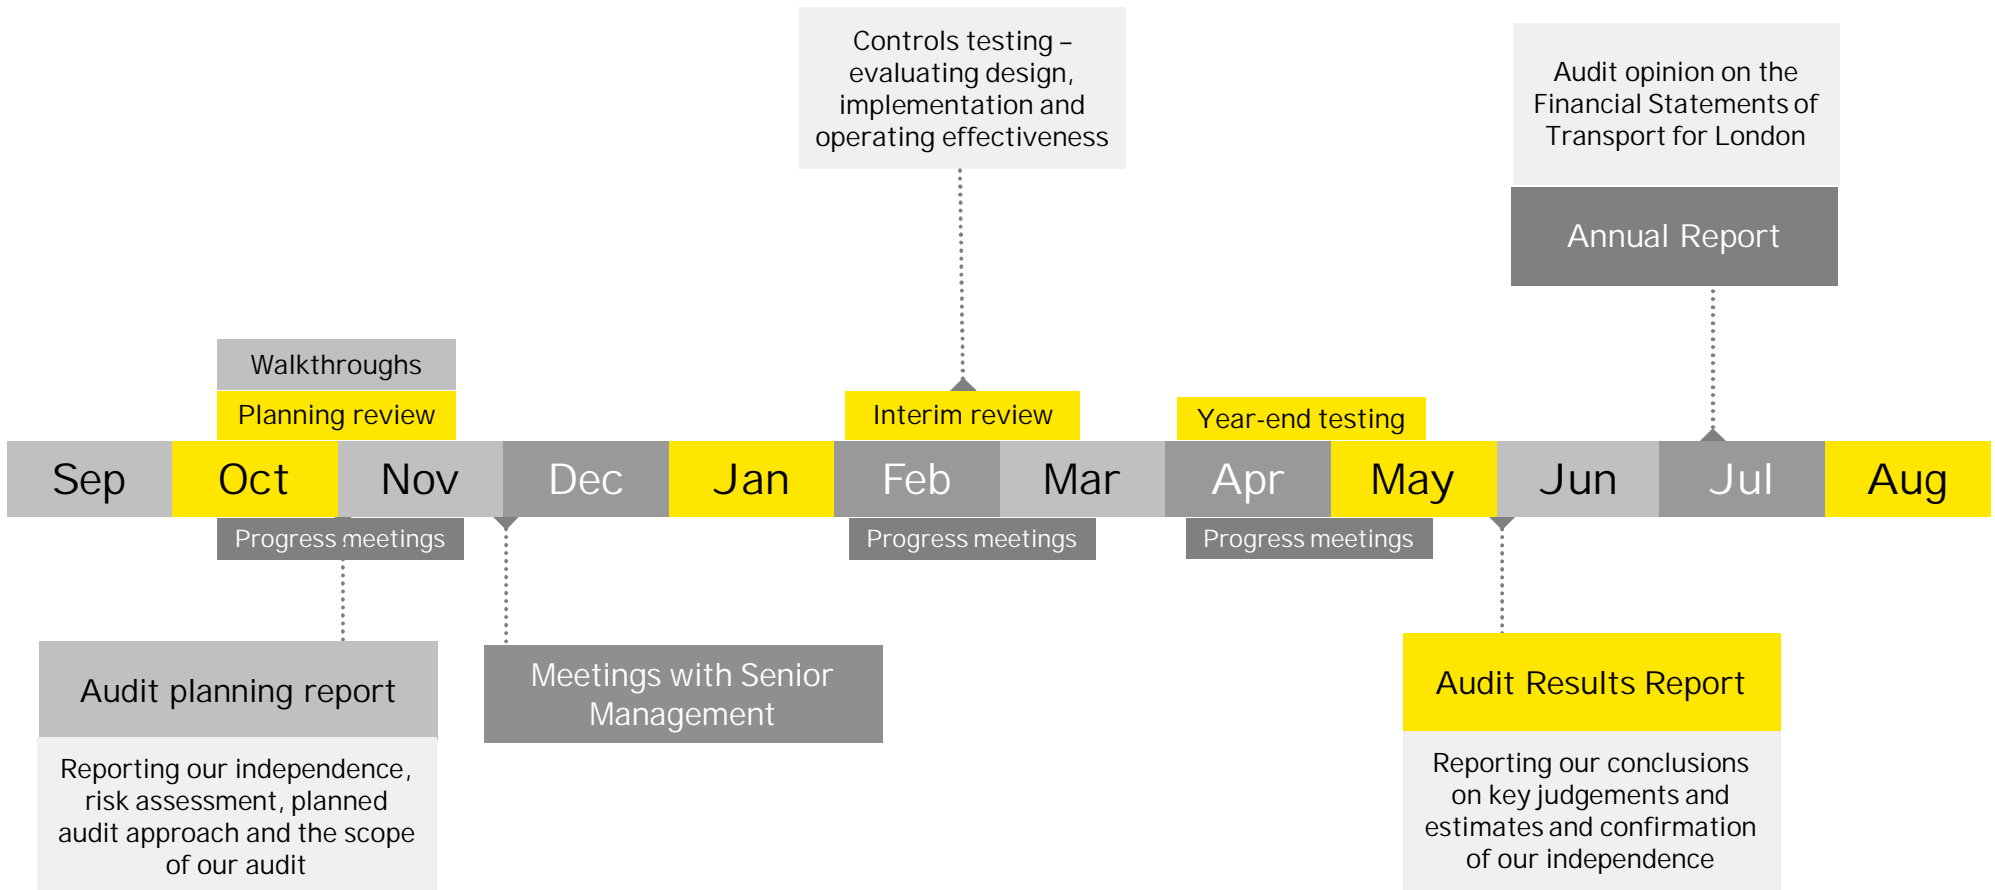 Controls testing –
evaluating design,
implementation and
operating effectiveness
Audit opinion on the
Financial Statements of
Transport for London
Annual Report
Walkthroughs
Planning review
Interim review
Year-end testing
Sep Oct Nov Dec Jan Feb Mar Apr May Jun Jul Aug
Progress meetings
Progress meetings
Progress meetings
Audit planning report
Reporting our independence,
risk assessment, planned
audit approach and the scope
of our audit
Meetings with Senior
Management
Audit Results Report
Reporting our conclusions
on key judgements and
estimates and confirmation
of our independence